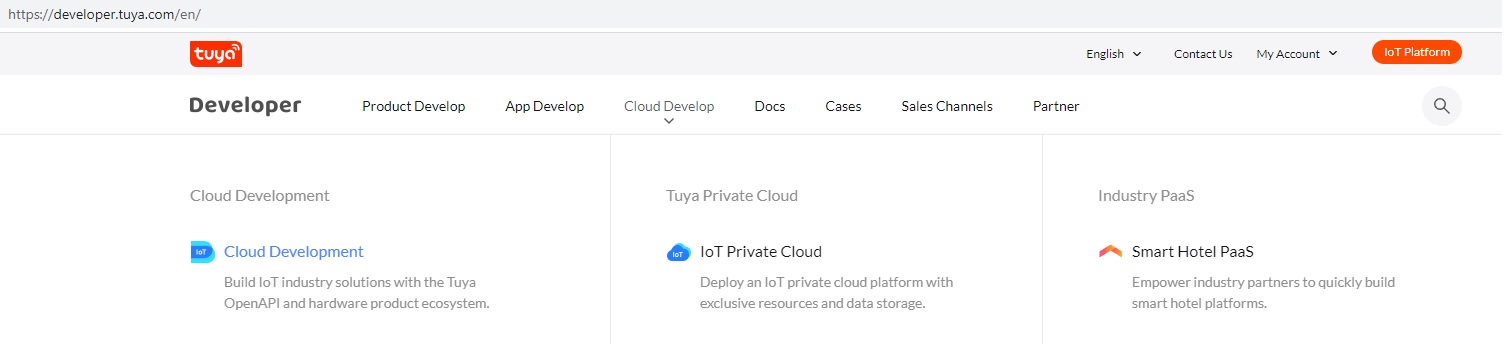 https://developer.tuya.com/en/
tuya
English
Contact Us
My Account
IoT Platform
Developer
Product Develop
App Develop
Cloud Develop
Docs
Cases
Sales Channels
Partner
Cloud Development
IoT
Cloud Development
Build IoT industry solutions with the Tuya
OpenAPI and hardware product ecosystem.
Tuya Private Cloud
IoT
IoT Private Cloud
Deploy an IoT private cloud platform with
exclusive resources and data storage.
Industry PaaS
Smart Hotel PaaS
Empower industry partners to quickly build
smart hotel platforms.